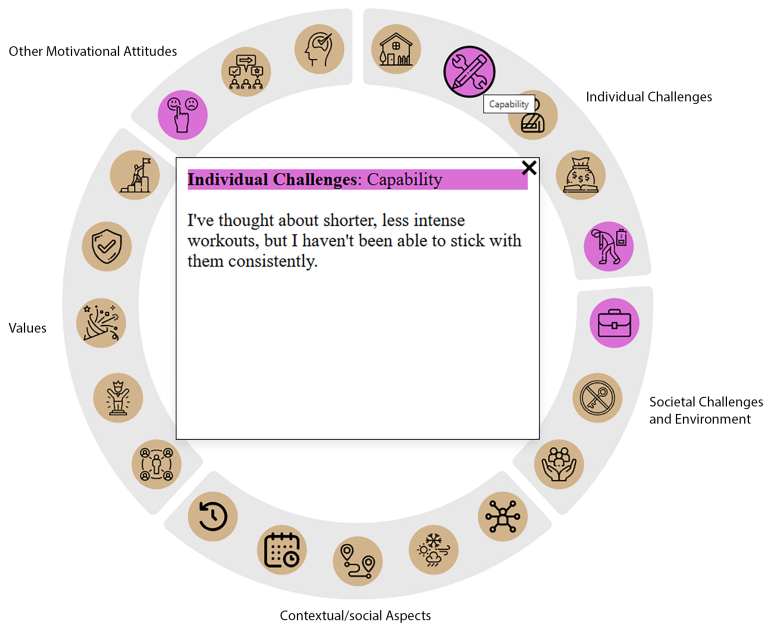 Other Motivational Attitudes
Individual Challenges
Capability
Individual Challenges: Capability
I've thought about shorter, less intense
workouts, but I haven't been able to stick with
them consistently.
$$$
Values
Societal Challenges
and Environment
Contextual/social Aspects